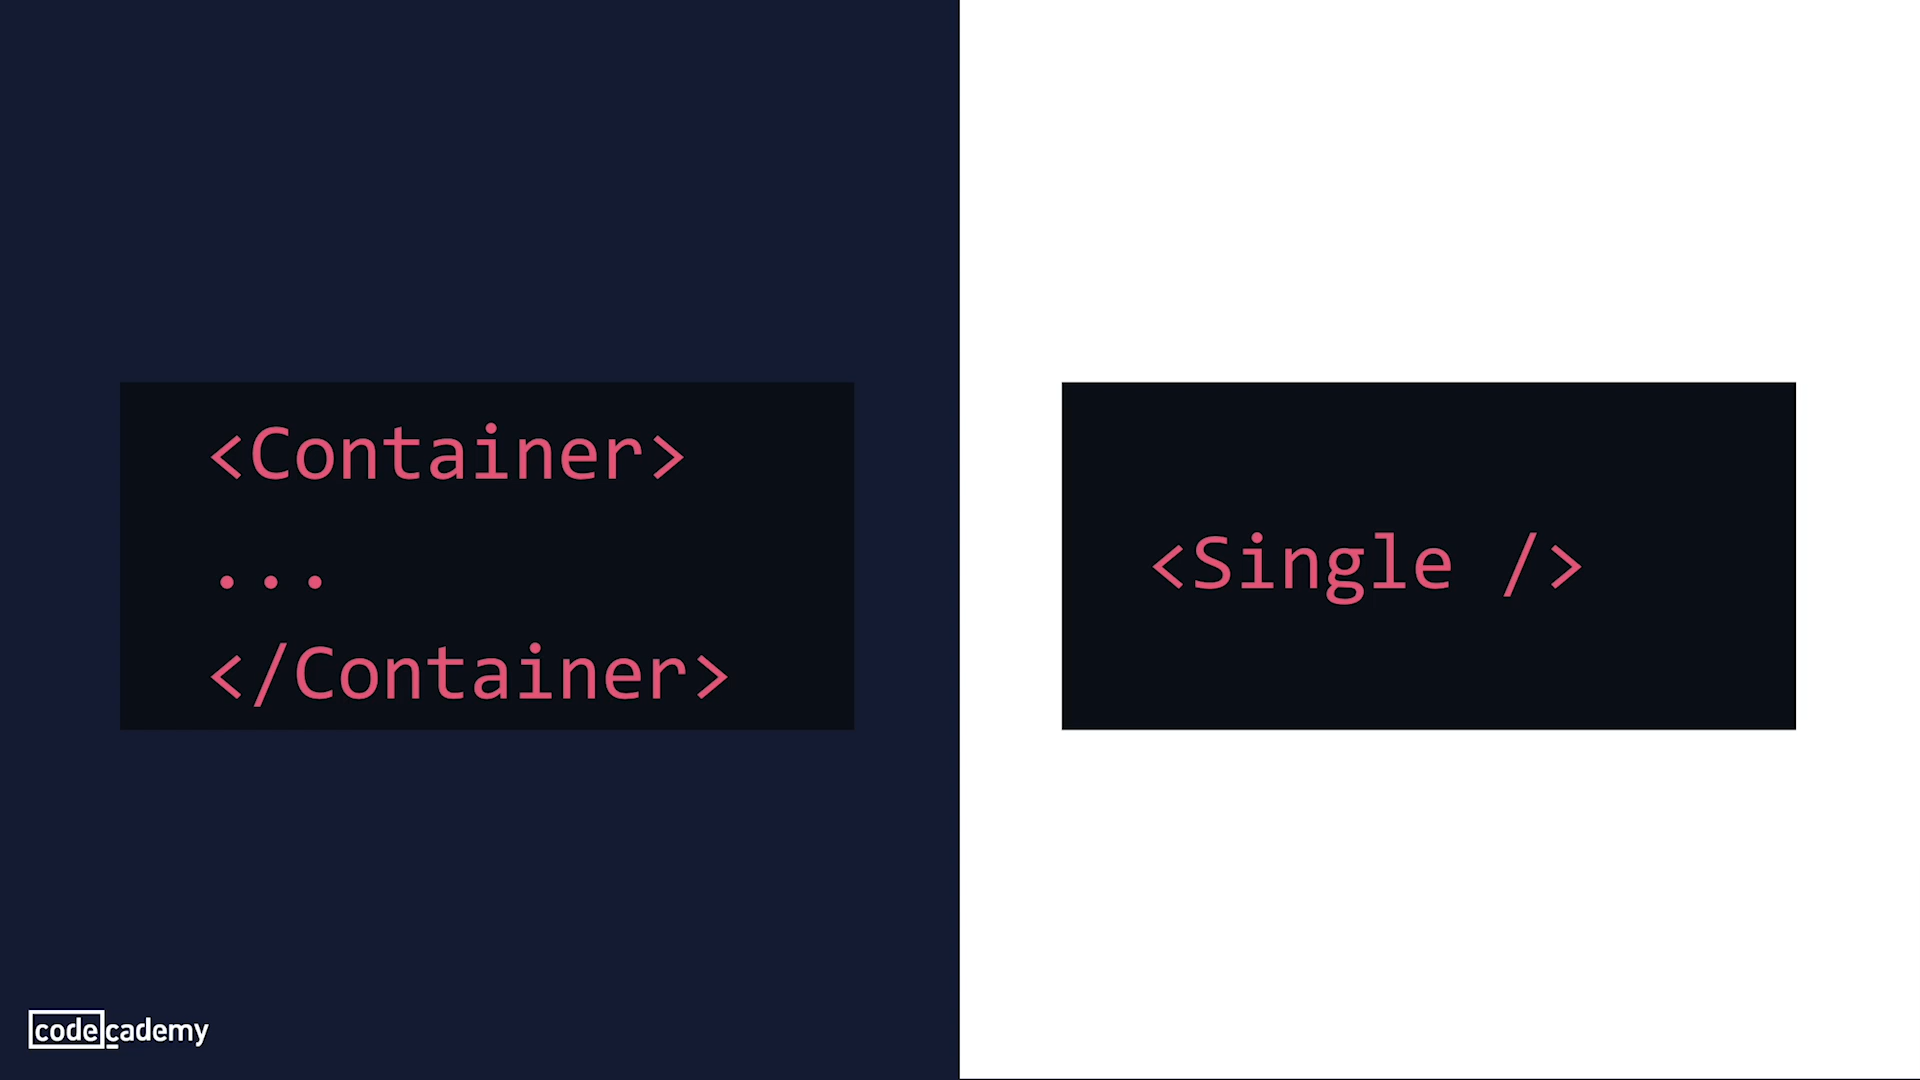 <Container>
...
</Container>
<Single />
codecademy